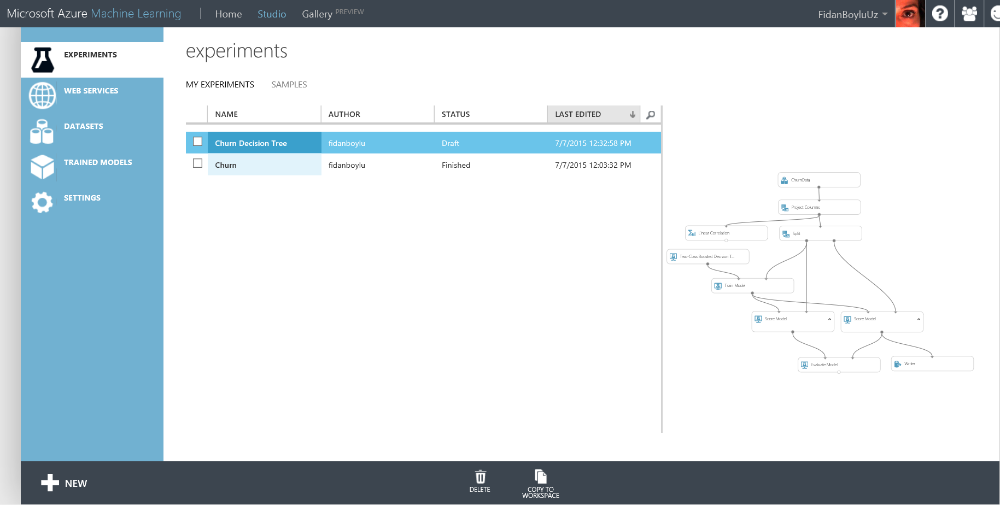 Microsoft Azure Machine Learning | Home Studio Gallery PREVIEW FidanBoyluUz
EXPERIMENTS
WEB SERVICES
DATASETS
TRAINED MODELS
SETTINGS
experiments
MY EXPERIMENTS SAMPLES
NAME AUTHOR STATUS LAST EDITED
Churn Decision Tree fidanboylu Draft 7/7/2015 12:32:58 PM
Churn fidanboylu Finished 7/7/2015 12:03:32 PM
ChurnData
Project Columns
Linear Correlation
Split
Two-Class Boosted Decision T...
Train Model
Score Model
Score Model
Evaluate Model
Writer
NEW
DELETE
COPY TO
WORKSPACE